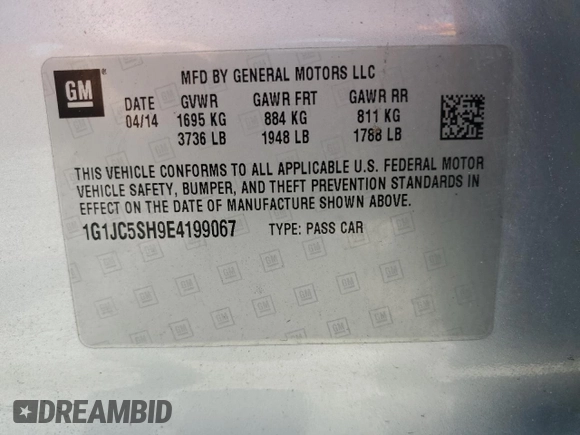 GM
MFD BY GENERAL MOTORS LLC
DATE GVWR GAWR FRT GAWR RR
04/14 1695 KG 884 KG 811 KG
3736 LB 1948 LB 1788 LB
THIS VEHICLE CONFORMS TO ALL APPLICABLE U.S. FEDERAL MOTOR
VEHICLE SAFETY, BUMPER, AND THEFT PREVENTION STANDARDS IN
EFFECT ON THE DATE OF MANUFACTURE SHOWN ABOVE.
1G1JC5SH9E4199067 TYPE: PASS CAR
DREAMBID